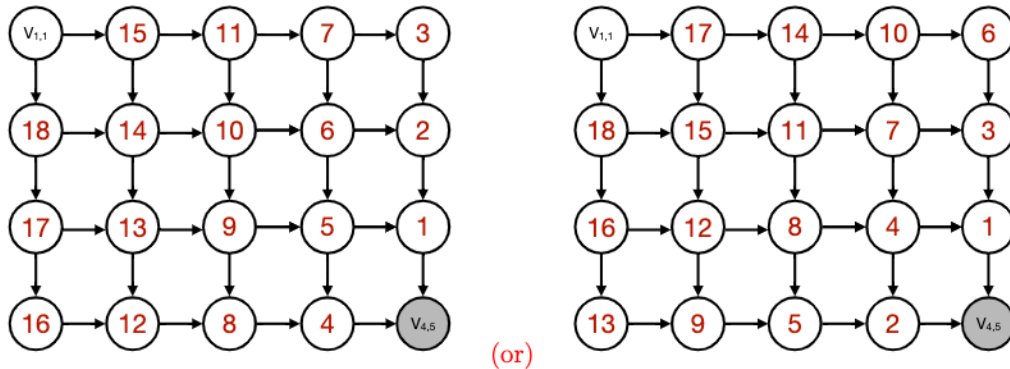 V1,1 15 11 7 3 V1,1 17 14 10 6
18 14 10 6 2 18 15 11 7 3
17 13 9 5 1 16 12 8 4 1
16 12 8 4 V4,5 13 9 5 2 V4,5
(or)